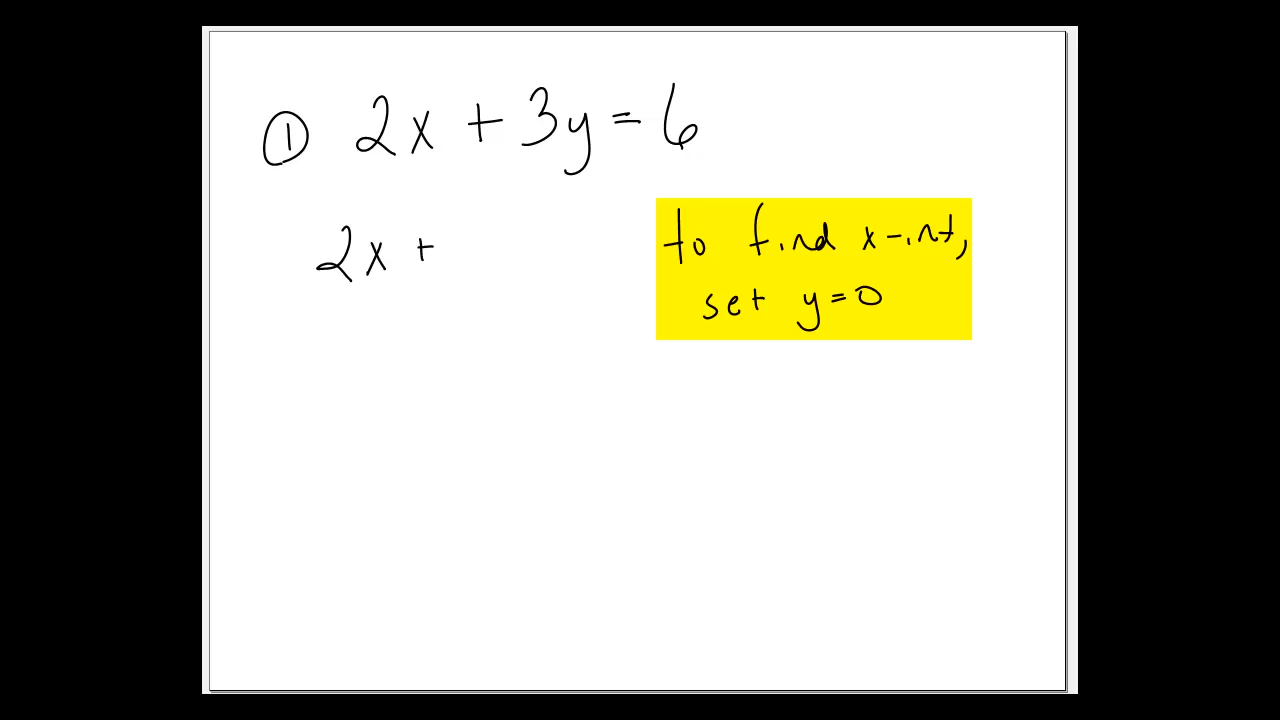 ① 2x + 3y = 6
2x +
to find x-int,
set y=0